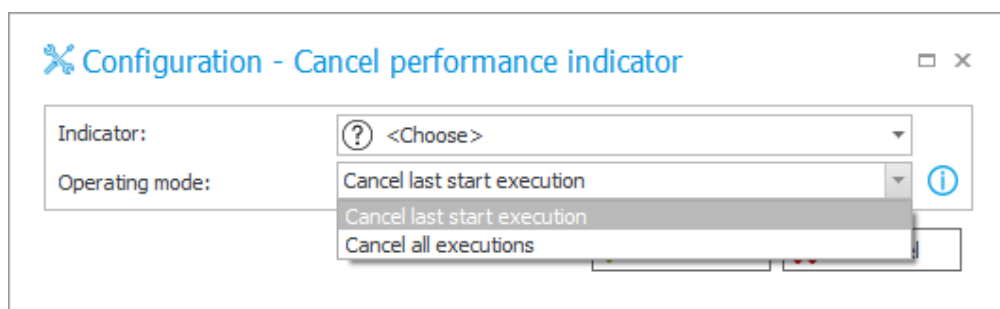 Configuration - Cancel performance indicator
Indicator: <Choose>
Operating mode: Cancel last start execution
Cancel last start execution
Cancel all executions